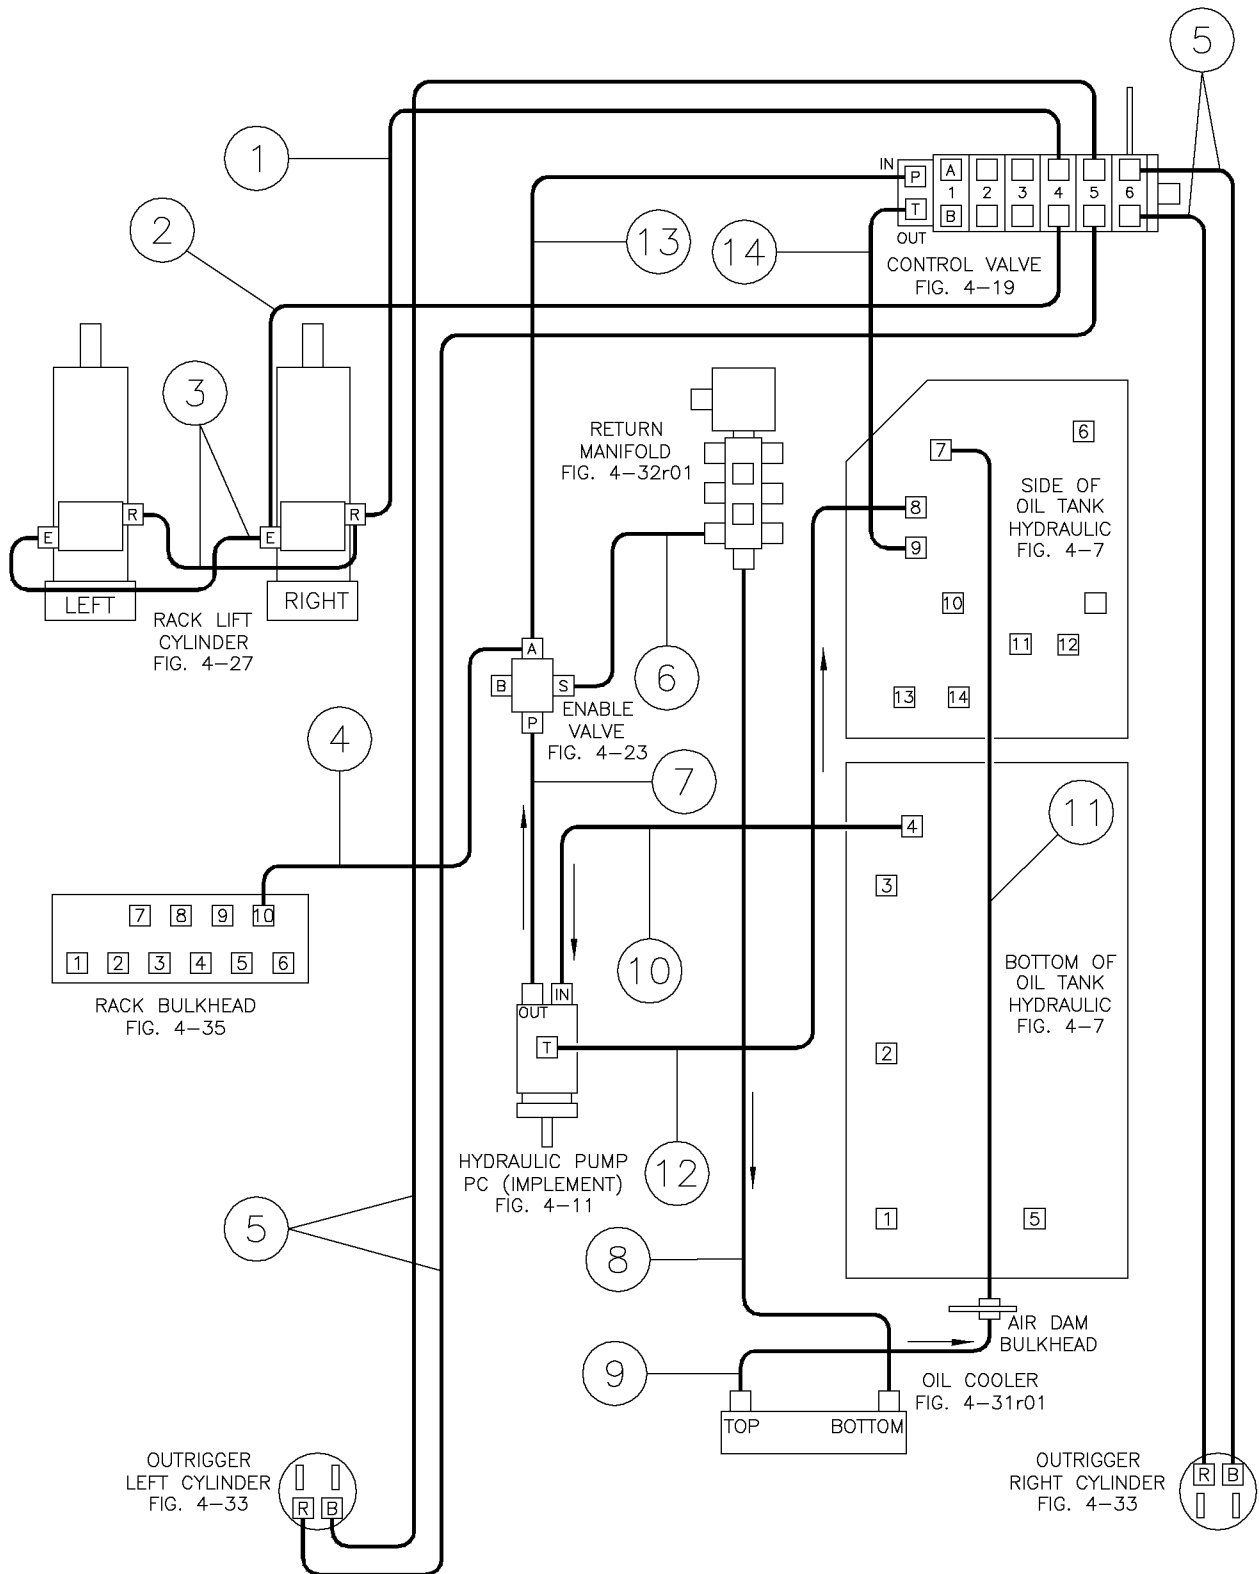 5
1
IN
P
A
1
2
3
4
5
6
T
B
OUT
CONTROL VALVE
FIG. 4-19
2
13
14
3
RETURN
MANIFOLD
FIG. 4-32r01
7
6
8
9
SIDE OF
OIL TANK
HYDRAULIC
FIG. 4-7
10
11
12
13
14
R
R
E
E
LEFT
RIGHT
RACK LIFT
CYLINDER
FIG. 4-27
A
B
S
P
ENABLE
VALVE
FIG. 4-23
6
4
7
11
4
3
2
1
5
BOTTOM OF
OIL TANK
HYDRAULIC
FIG. 4-7
7
8
9
10
1
2
3
4
5
6
RACK BULKHEAD
FIG. 4-35
10
OUT
IN
T
HYDRAULIC PUMP
PC (IMPLEMENT)
FIG. 4-11
12
5
8
AIR DAM
BULKHEAD
9
OIL COOLER
FIG. 4-31r01
TOP
BOTTOM
OUTRIGGER
LEFT CYLINDER
FIG. 4-33
R
B
OUTRIGGER
RIGHT CYLINDER
FIG. 4-33
R
B